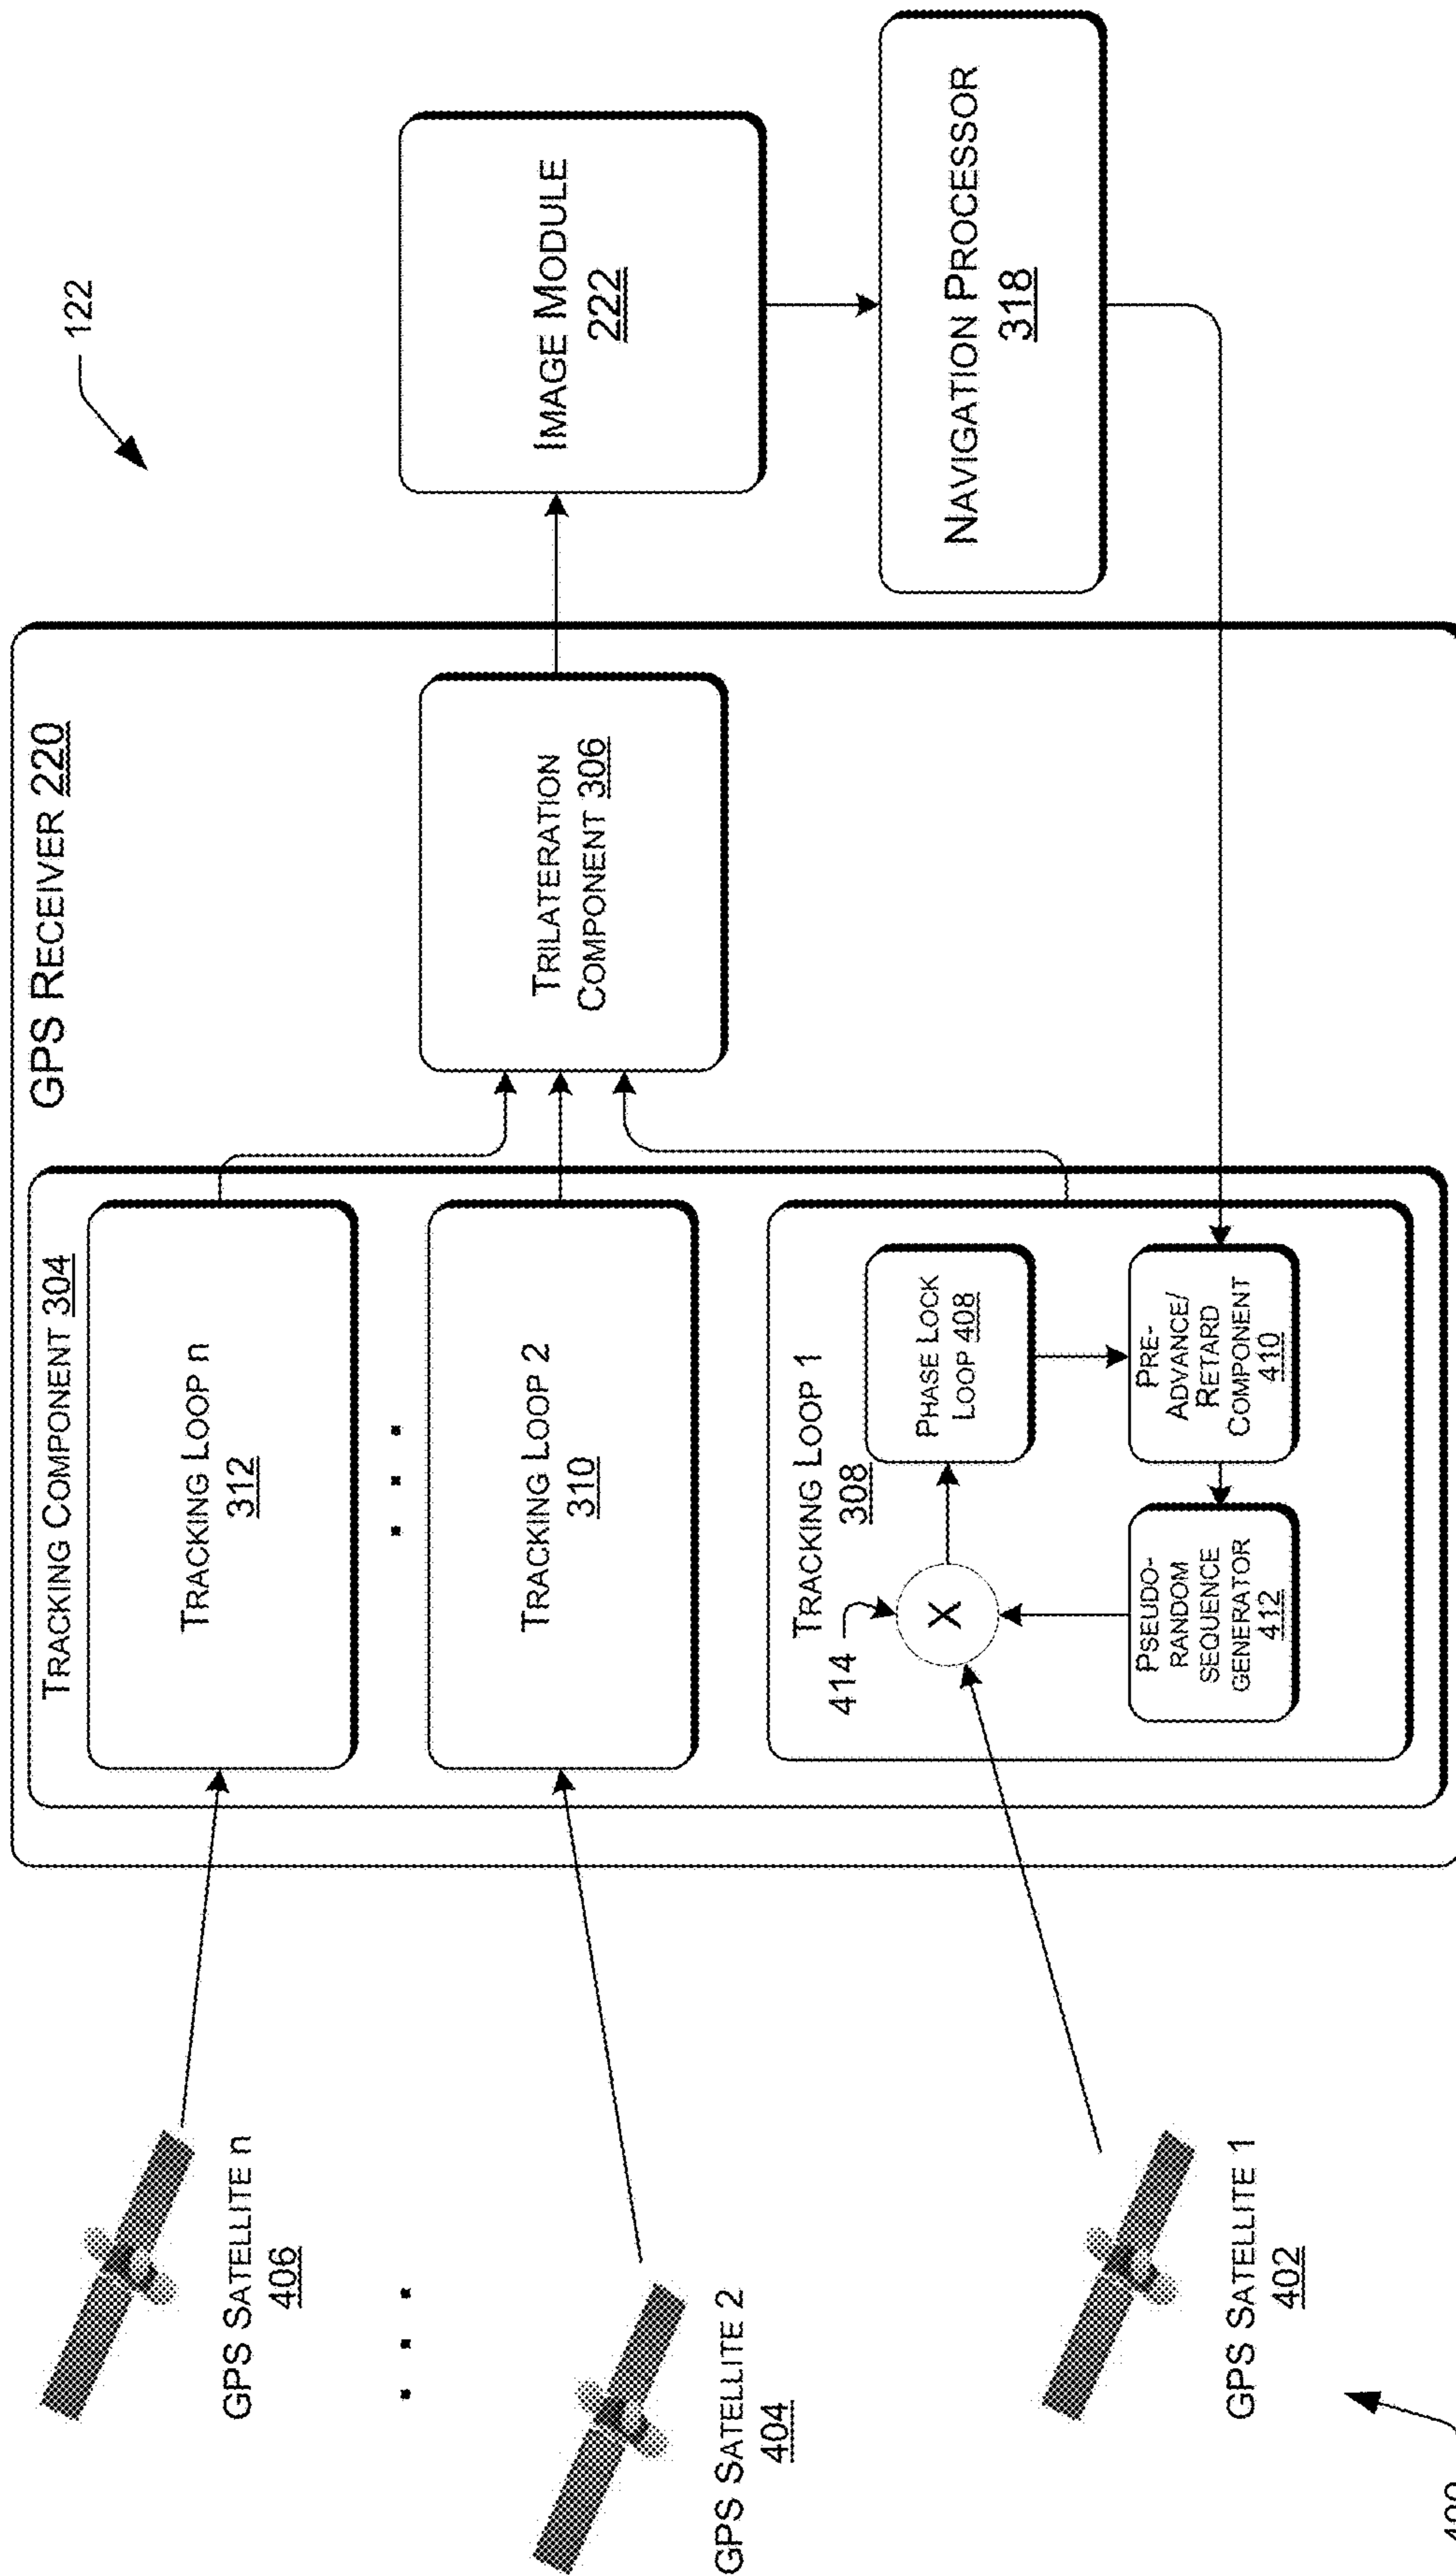 122
GPS RECEIVER 220
TRACKING COMPONENT 304
TRACKING LOOP n
312
TRACKING LOOP 2
310
TRACKING LOOP 1
308
414
X
PHASE LOCK
LOOP 408
PRE-
ADVANCE/
RETARD
COMPONENT
410
PSEUDO-
RANDOM
SEQUENCE
GENERATOR
412
TRILATERATION
COMPONENT 306
IMAGE MODULE
222
NAVIGATION PROCESSOR
318
GPS SATELLITE n
406
GPS SATELLITE 2
404
GPS SATELLITE 1
402